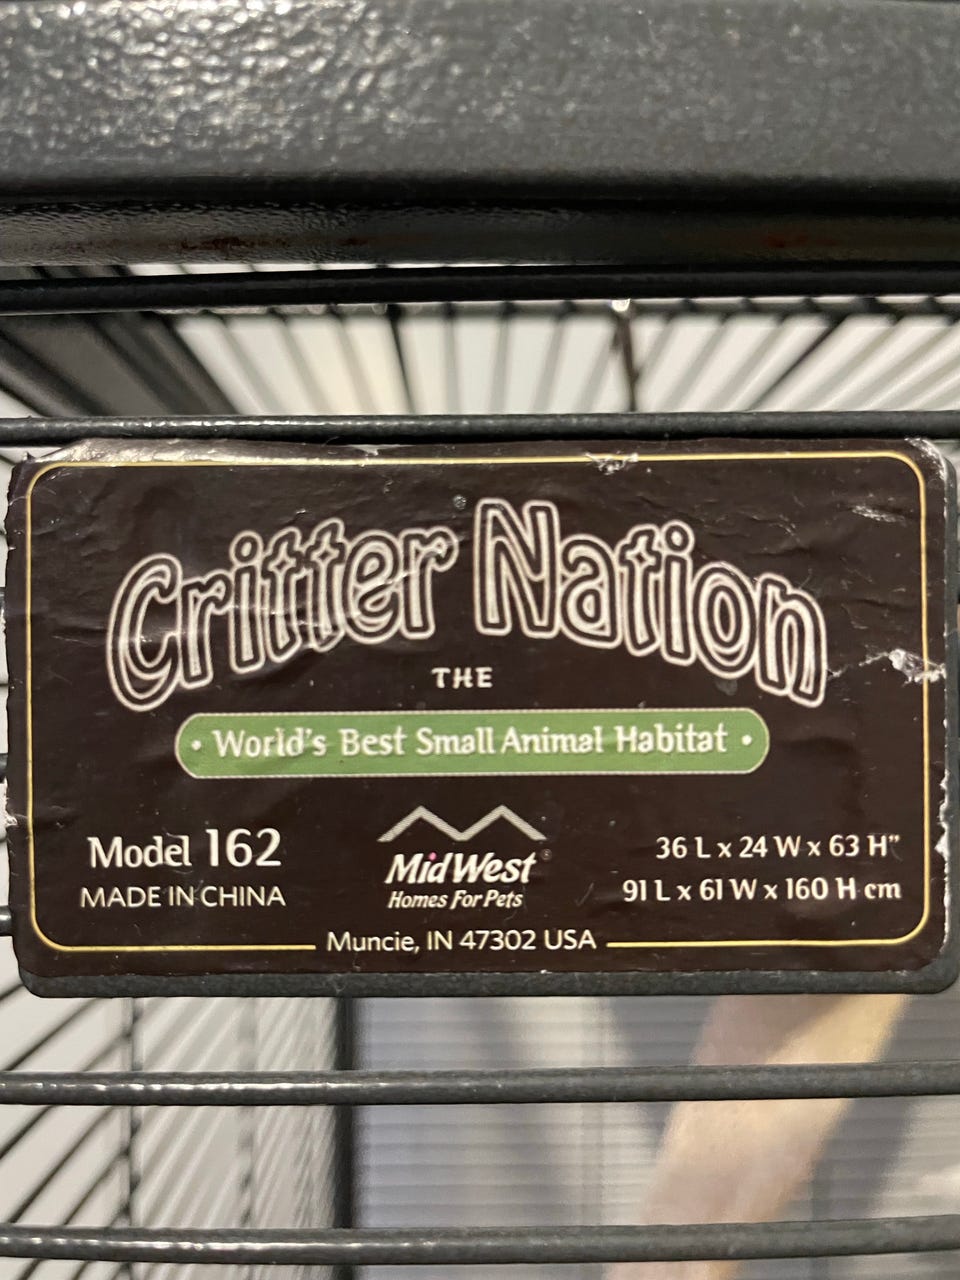 Critter Nation
THE
• World's Best Small Animal Habitat •
Model 162
MADE IN CHINA
MidWest®
Homes For Pets
36 L x 24 W x 63 H"
91 L x 61 W x 160 H cm
Muncie, IN 47302 USA